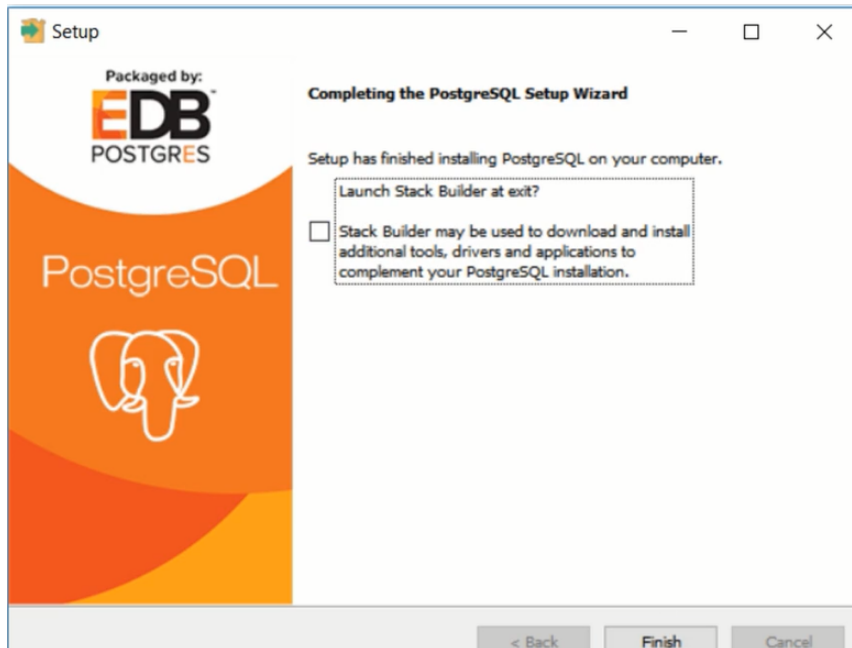 Setup
Packaged by:
EDB
POSTGRES
PostgreSQL
Completing the PostgreSQL Setup Wizard
Setup has finished installing PostgreSQL on your computer.
Launch Stack Builder at exit?
Stack Builder may be used to download and install
additional tools, drivers and applications to
complement your PostgreSQL installation.
< Back
Finish
Cancel